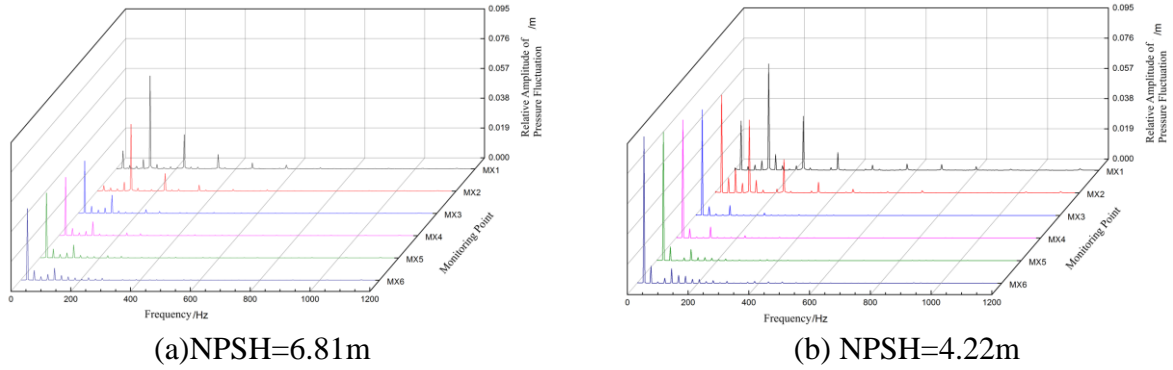 0.095
0.076
0.057
0.038
0.019
0.000
Relative Amplitude of /m
Pressure Fluctuation
MX1
MX2
MX3
MX4
MX5
MX6
Monitoring Point
0 200 400 600 800 1000 1200
Frequency/Hz
(a)NPSH=6.81m
0.095
0.076
0.057
0.038
0.019
0.000
Relative Amplitude of /m
Pressure Fluctuation
MX1
MX2
MX3
MX4
MX5
MX6
Monitoring Point
0 200 400 600 800 1000 1200
Frequency/Hz
(b) NPSH=4.22m